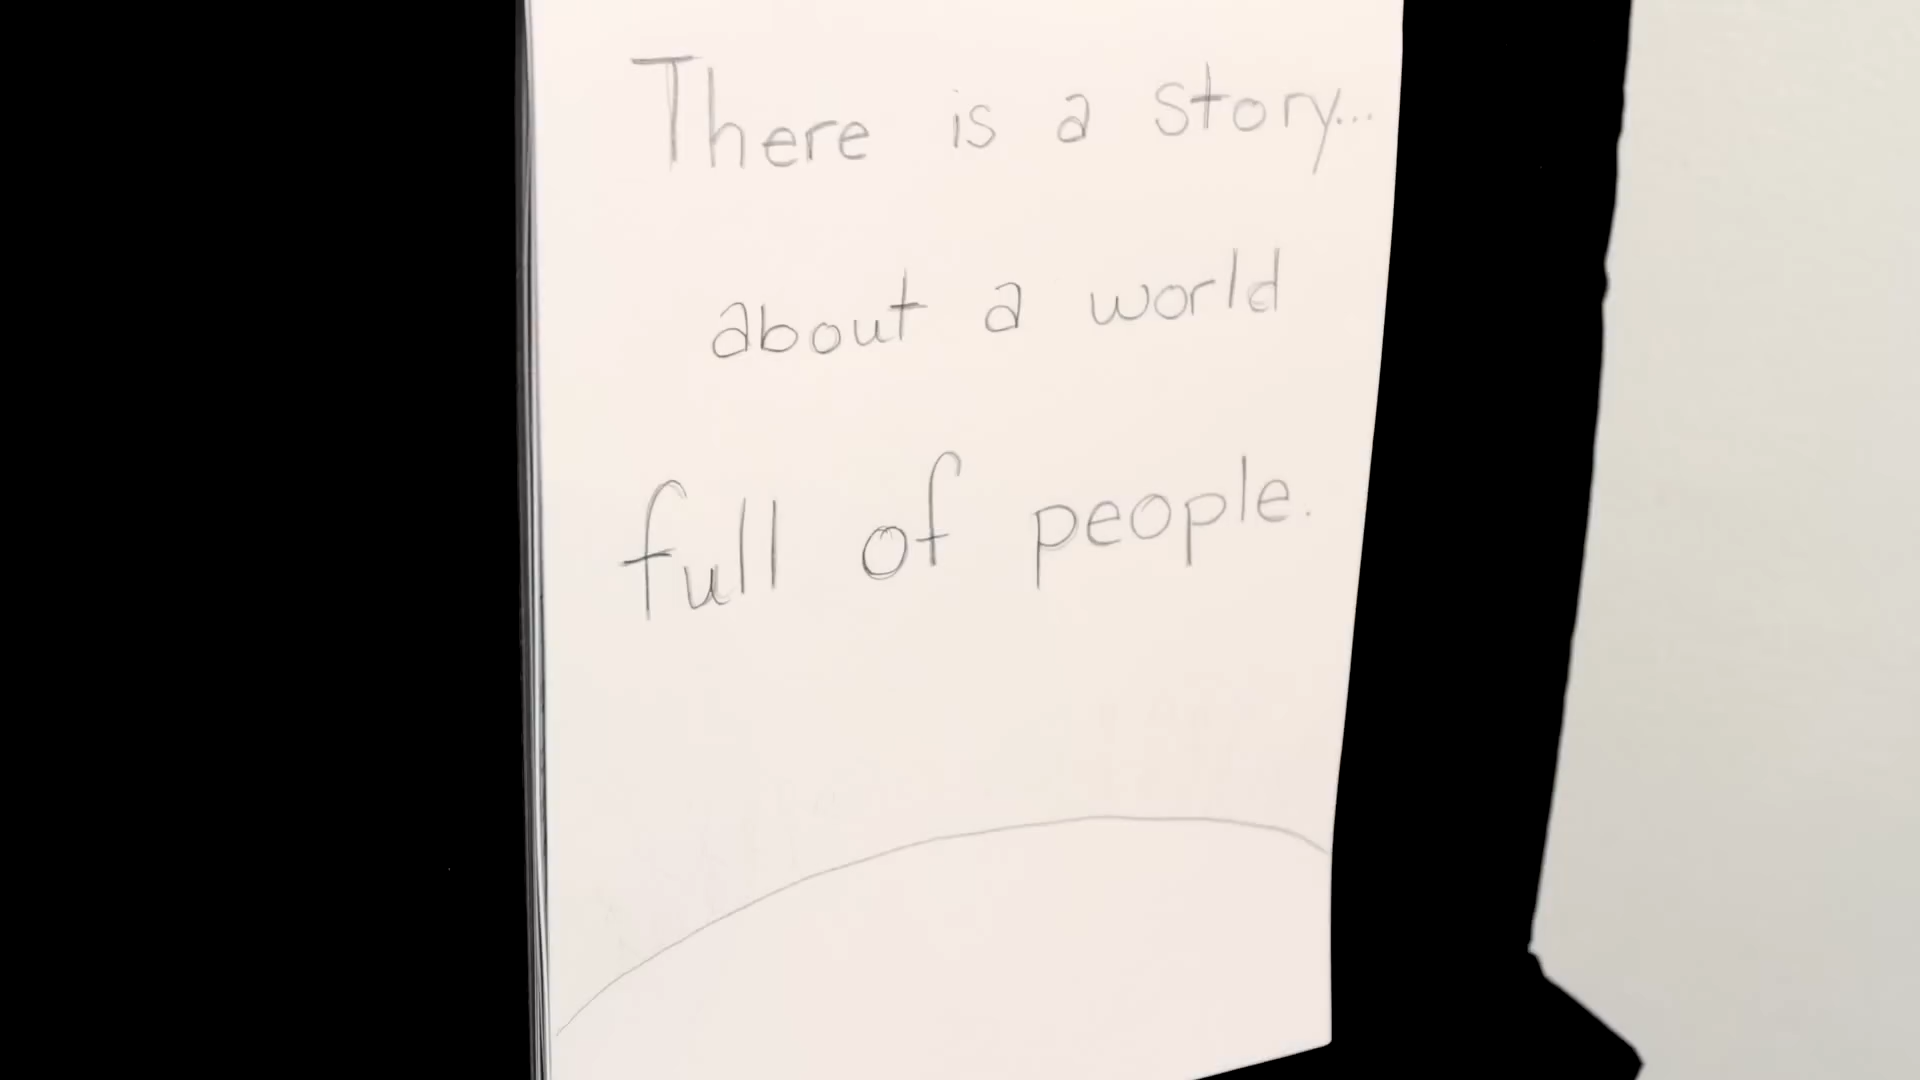 There is a story...
about a world
full of people.